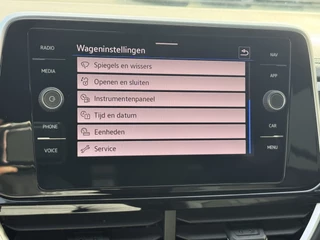 RADIO
MEDIA
PHONE
VOICE
Wageninstellingen
Spiegels en wissers
Openen en sluiten
Instrumentenpaneel
Tijd en datum
Eenheden
Service
NAV
APP
CAR
MENU